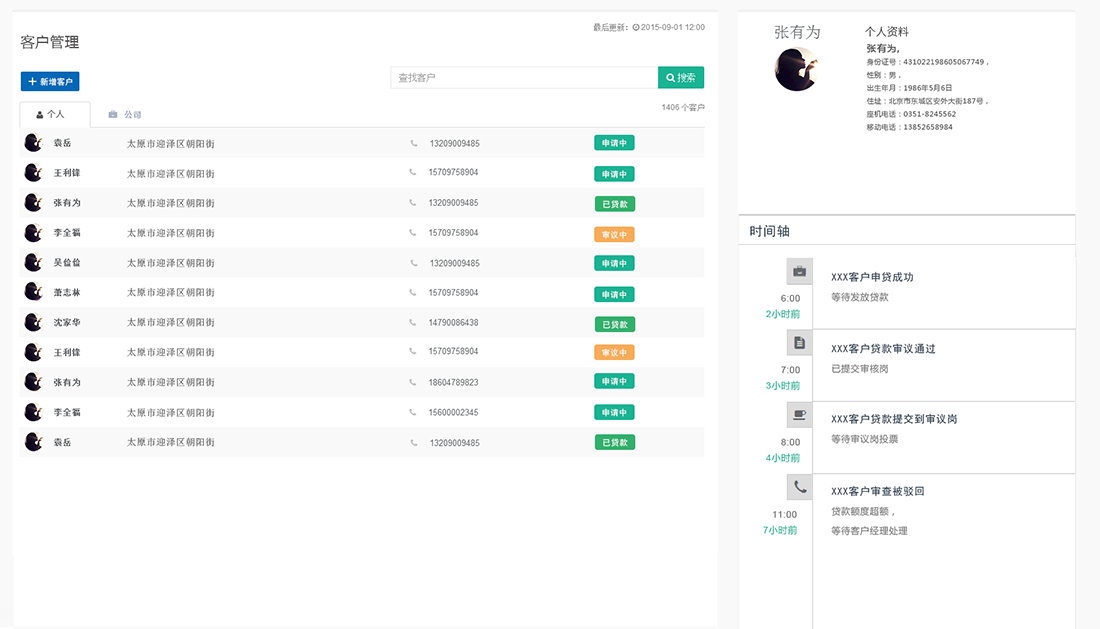 最后更新: 2015-09-01 12:00
客户管理
+ 新增客户
查找客户 搜索
1406 个客户
个人 公司
袁岳 太原市迎泽区朝阳街 13209009485 申请中
王利锋 太原市迎泽区朝阳街 15709758904 申请中
张有为 太原市迎泽区朝阳街 13209009485 已贷款
李全福 太原市迎泽区朝阳街 15709758904 审议中
吴俭俭 太原市迎泽区朝阳街 13209009485 申请中
萧志林 太原市迎泽区朝阳街 15709758904 申请中
沈家华 太原市迎泽区朝阳街 14790086438 已贷款
王利锋 太原市迎泽区朝阳街 15709758904 审议中
张有为 太原市迎泽区朝阳街 18604789823 申请中
李全福 太原市迎泽区朝阳街 15600002345 申请中
袁岳 太原市迎泽区朝阳街 13209009485 已贷款
张有为
个人资料
张有为,
身份证号:431022198605067749,
性别:男,
出生年月:1986年5月6日
住址:北京市东城区安外大街187号,
座机电话:0351-8245562
移动电话:13852658984
时间轴
XXX客户申贷成功
等待发放贷款
6:00
2小时前
XXX客户贷款审议通过
已提交审核岗
7:00
3小时前
XXX客户贷款提交到审议岗
等待审议岗投票
8:00
4小时前
XXX客户审查被驳回
贷款额度超额,
等待客户经理处理
11:00
7小时前